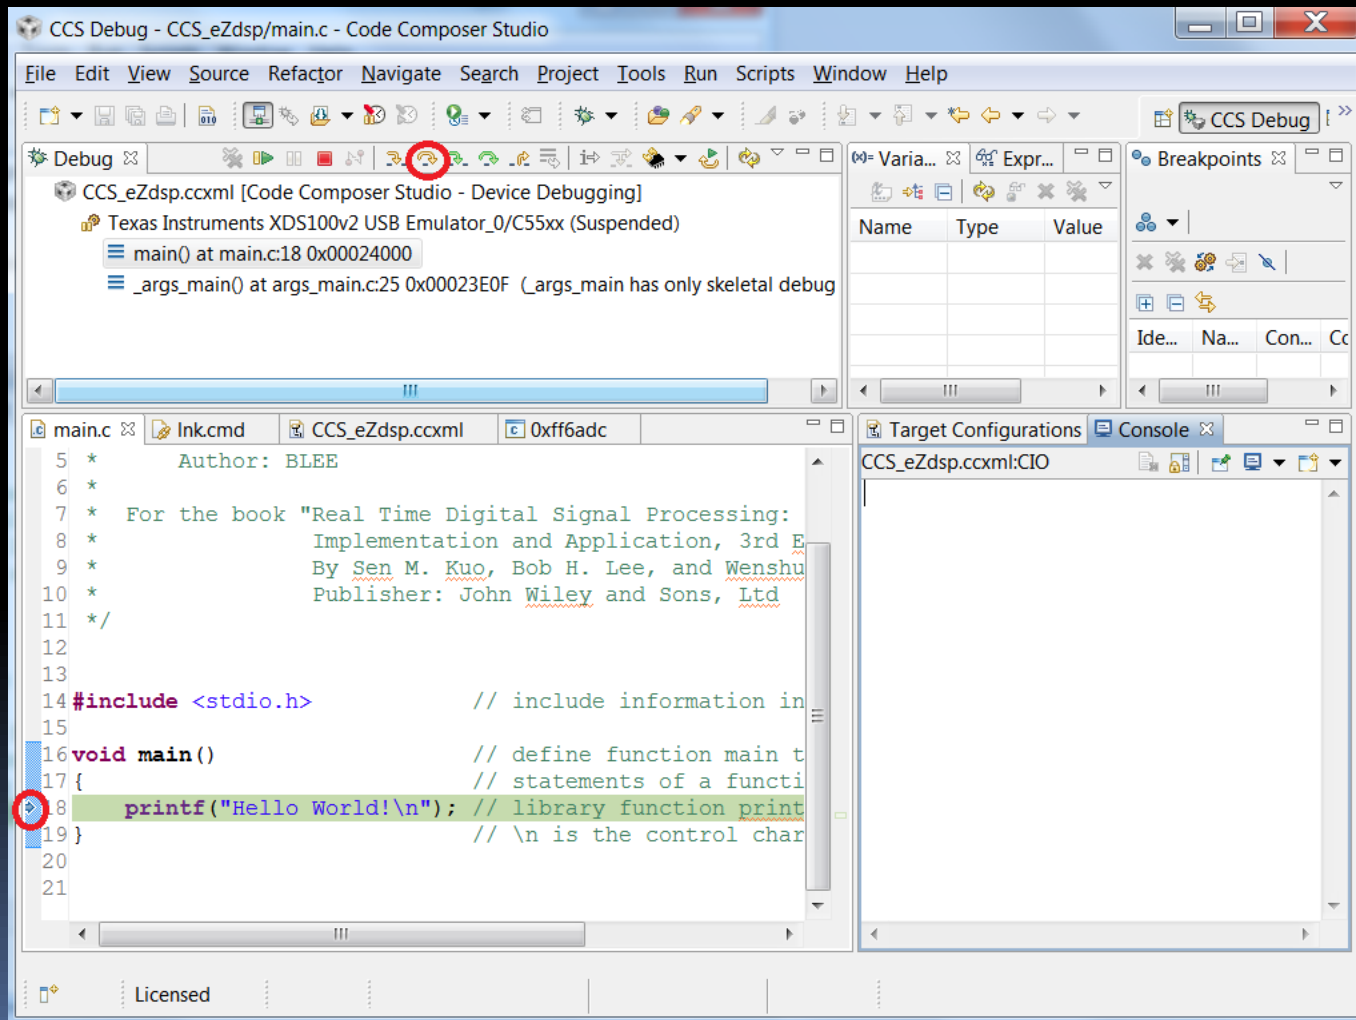 CCS Debug - CCS_eZdsp/main.c - Code Composer Studio
File Edit View Source Refactor Navigate Search Project Tools Run Scripts Window Help
CCS Debug
Debug
CCS_eZdsp.ccxml [Code Composer Studio - Device Debugging]
Texas Instruments XDS100v2 USB Emulator_0/C55xx (Suspended)
main() at main.c:18 0x00024000
_args_main() at args_main.c:25 0x00023E0F (_args_main has only skeletal debug
(x)= Varia... Expr...
Name Type Value
Breakpoints
Ide... Na... Con... Cc
main.c lnk.cmd CCS_eZdsp.ccxml 0xff6adc
5 * Author: BLEE
6 *
7 * For the book "Real Time Digital Signal Processing:
8 * Implementation and Application, 3rd E
9 * By Sen M. Kuo, Bob H. Lee, and Wenshu
10 * Publisher: John Wiley and Sons, Ltd
11 */
12
13
14 #include <stdio.h> // include information in
15
16 void main() // define function main t
17 { // statements of a functi
18 printf("Hello World!\n"); // library function print
19 } // \n is the control char
20
21
Target Configurations Console
CCS_eZdsp.ccxml:CIO
Licensed